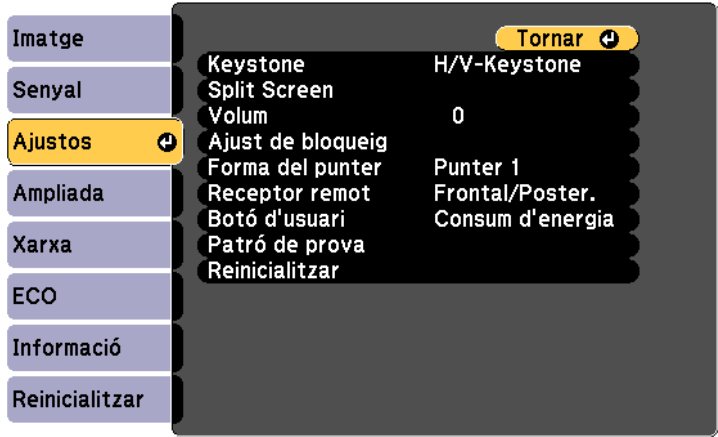 Imatge
Senyal
Ajustos
Ampliada
Xarxa
ECO
Informació
Reinicialitzar
Tornar
Keystone H/V-Keystone
Split Screen
Volum 0
Ajust de bloqueig
Forma del punter Punter 1
Receptor remot Frontal/Poster.
Botó d'usuari Consum d'energia
Patró de prova
Reinicialitzar